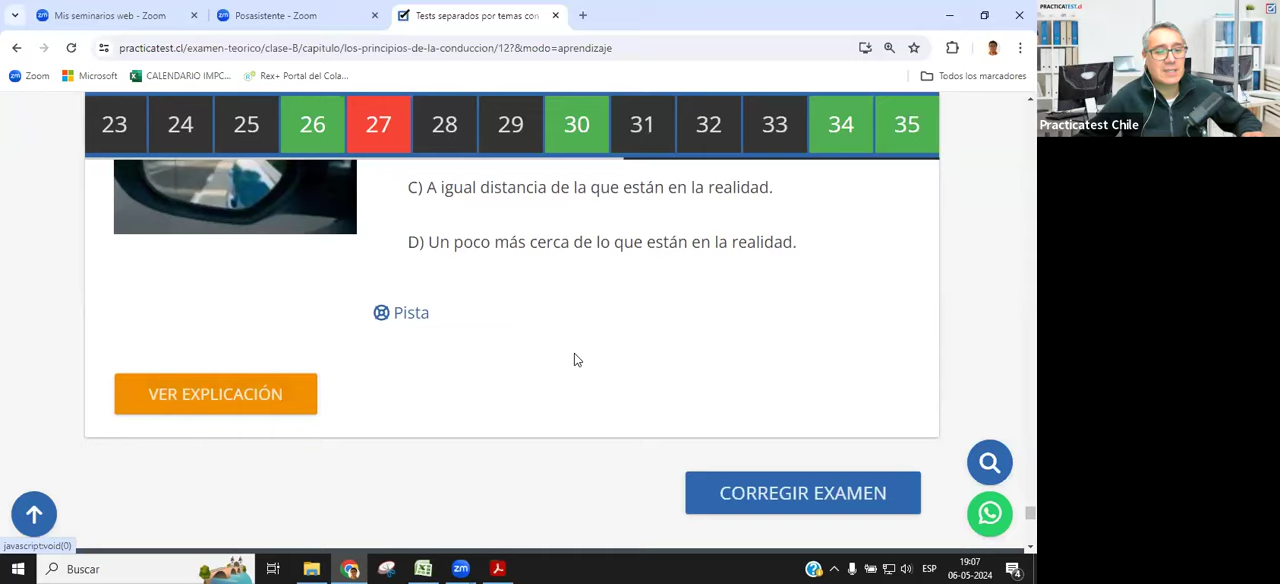 Mis seminarios web - Zoom
Posasistente - Zoom
Tests separados por temas con
practicatest.cl/examen-teorico/clase-B/capitulo/los-principios-de-la-conduccion/12?&modo=aprendizaje
Zoom
Microsoft
CALENDARIO IMPC...
Rex+ Portal del Cola...
Todos los marcadores
PRACTICATEST.cl
Practicatest Chile
23 24 25 26 27 28 29 30 31 32 33 34 35
C) A igual distancia de la que están en la realidad.
D) Un poco más cerca de lo que están en la realidad.
Pista
VER EXPLICACIÓN
CORREGIR EXAMEN
javascript:void(0)
Buscar
ESP
19:07
06-05-2024
4